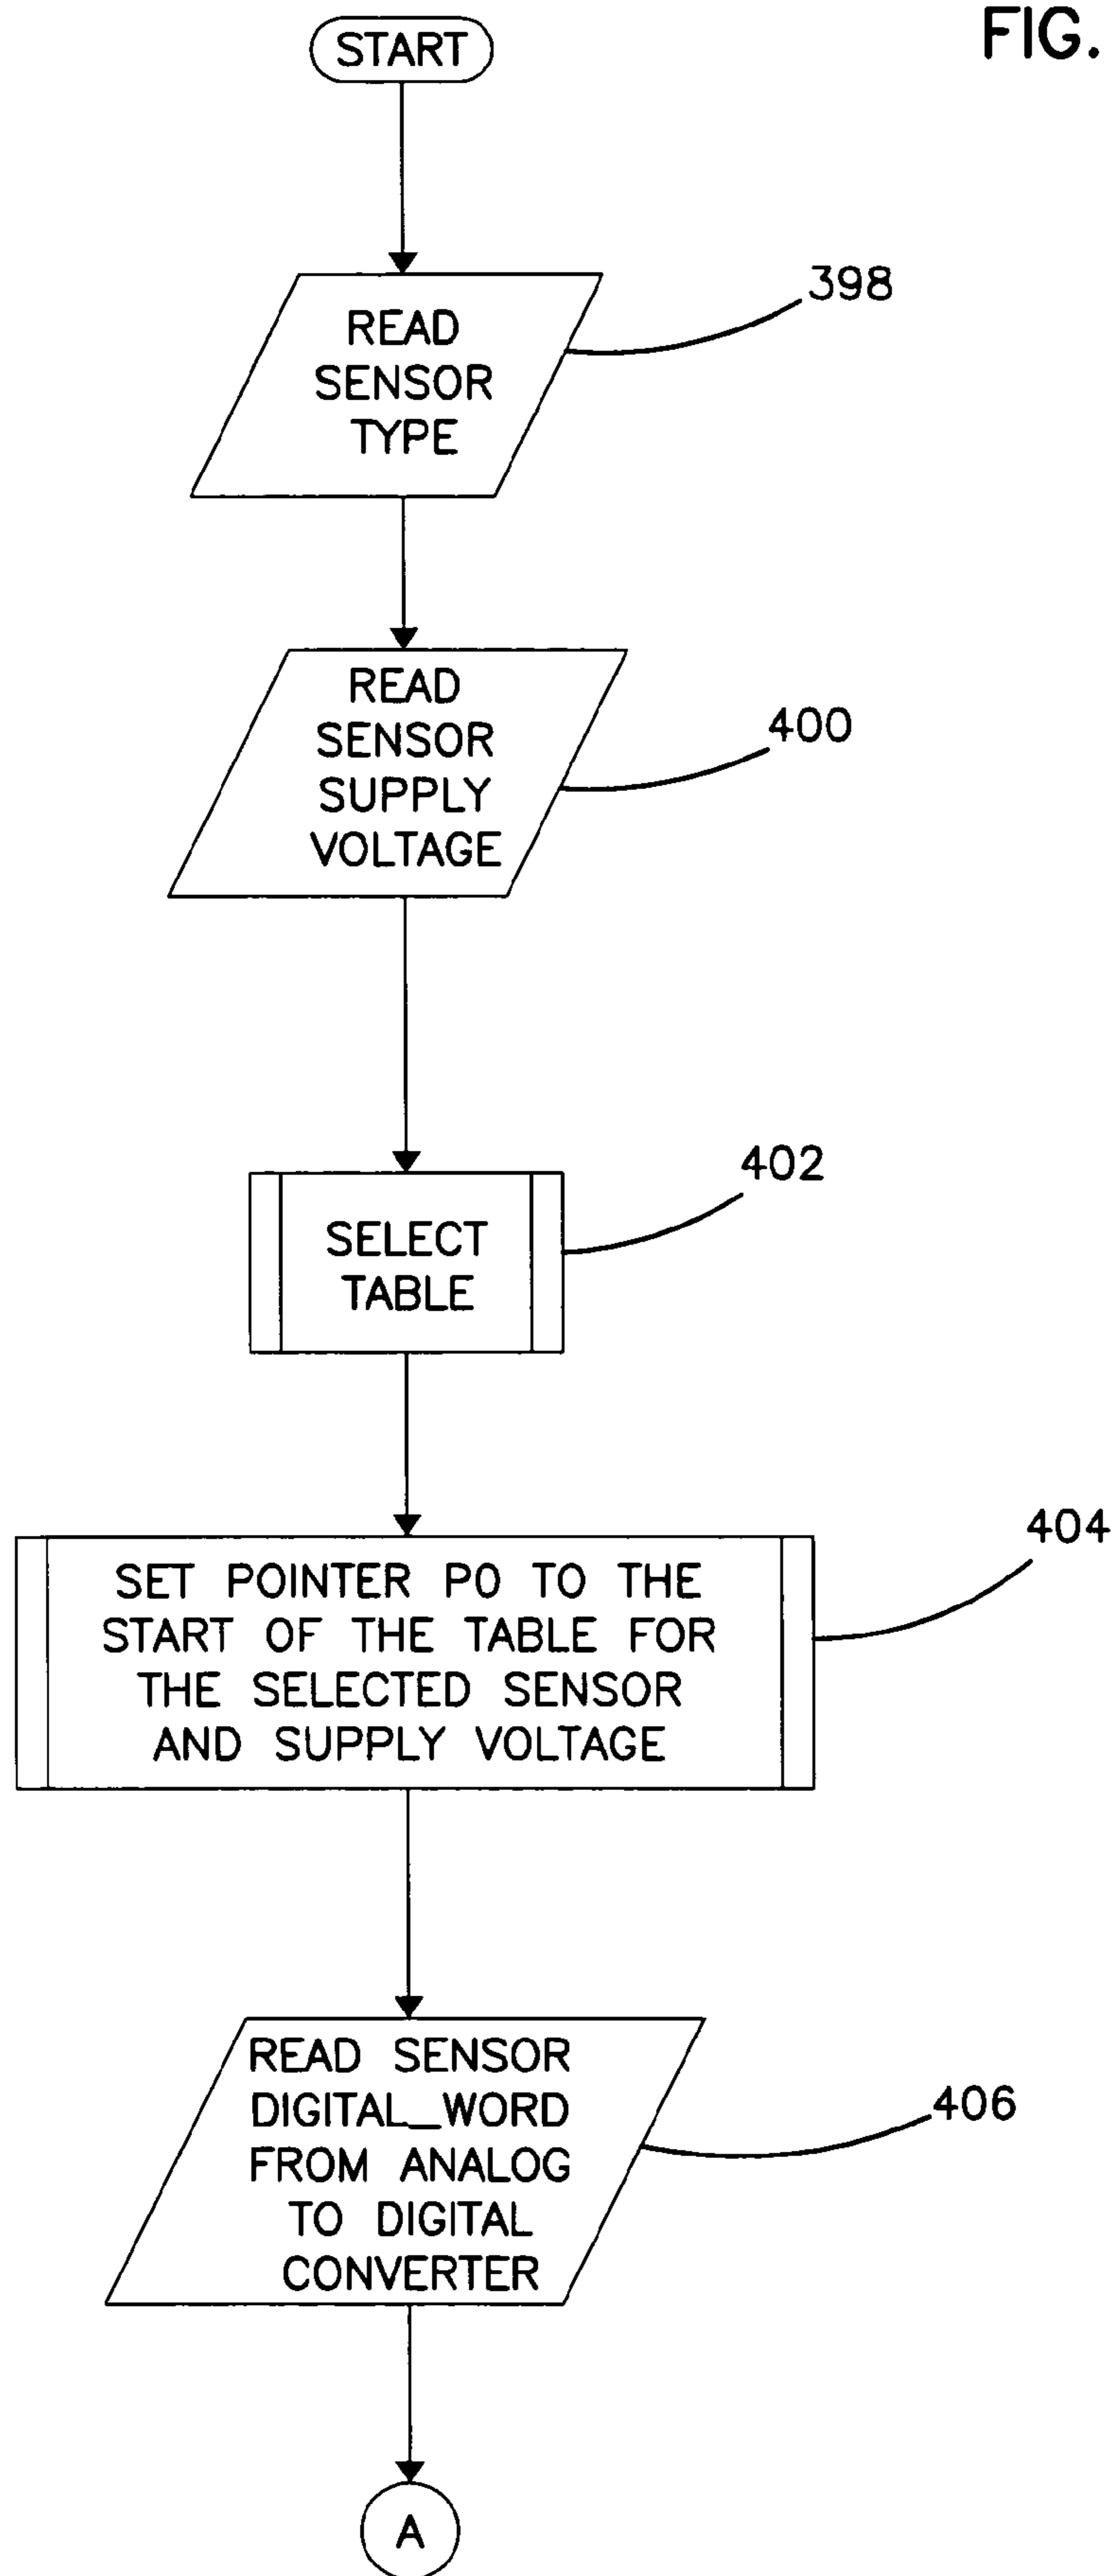 FIG.
START
READ
SENSOR
TYPE
398
READ
SENSOR
SUPPLY
VOLTAGE
400
SELECT
TABLE
402
SET POINTER P0 TO THE
START OF THE TABLE FOR
THE SELECTED SENSOR
AND SUPPLY VOLTAGE
404
READ SENSOR
DIGITAL_WORD
FROM ANALOG
TO DIGITAL
CONVERTER
406
A